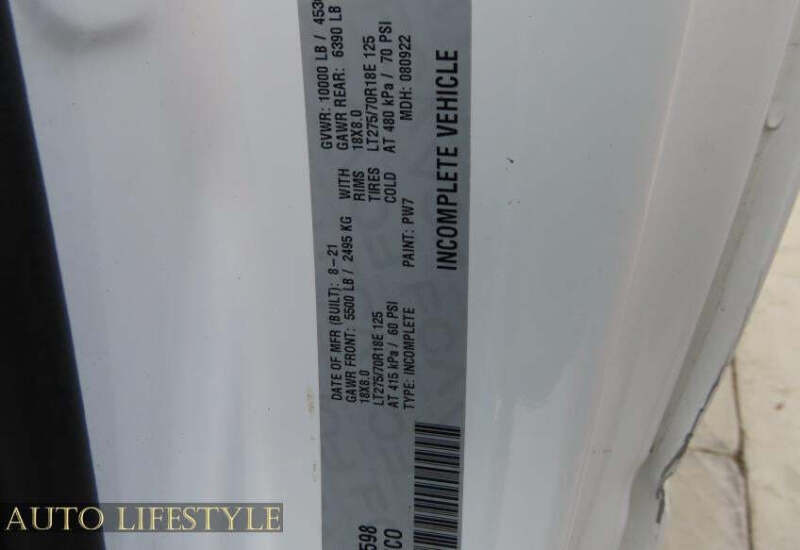 DATE OF MFR (BUILT): 8-21 GVWR: 10000 LB / 453
GAWR FRONT: 5500 LB / 2495 KG WITH GAWR REAR: 6390 LB
18X8.0 RIMS 18X8.0
LT275/70R18E 125 TIRES LT275/70R18E 125
AT 415 kPa / 60 PSI COLD AT 480 kPa / 70 PSI
TYPE: INCOMPLETE PAINT: PW7 MDH: 080922
INCOMPLETE VEHICLE
598
CO
AUTO LIFESTYLE